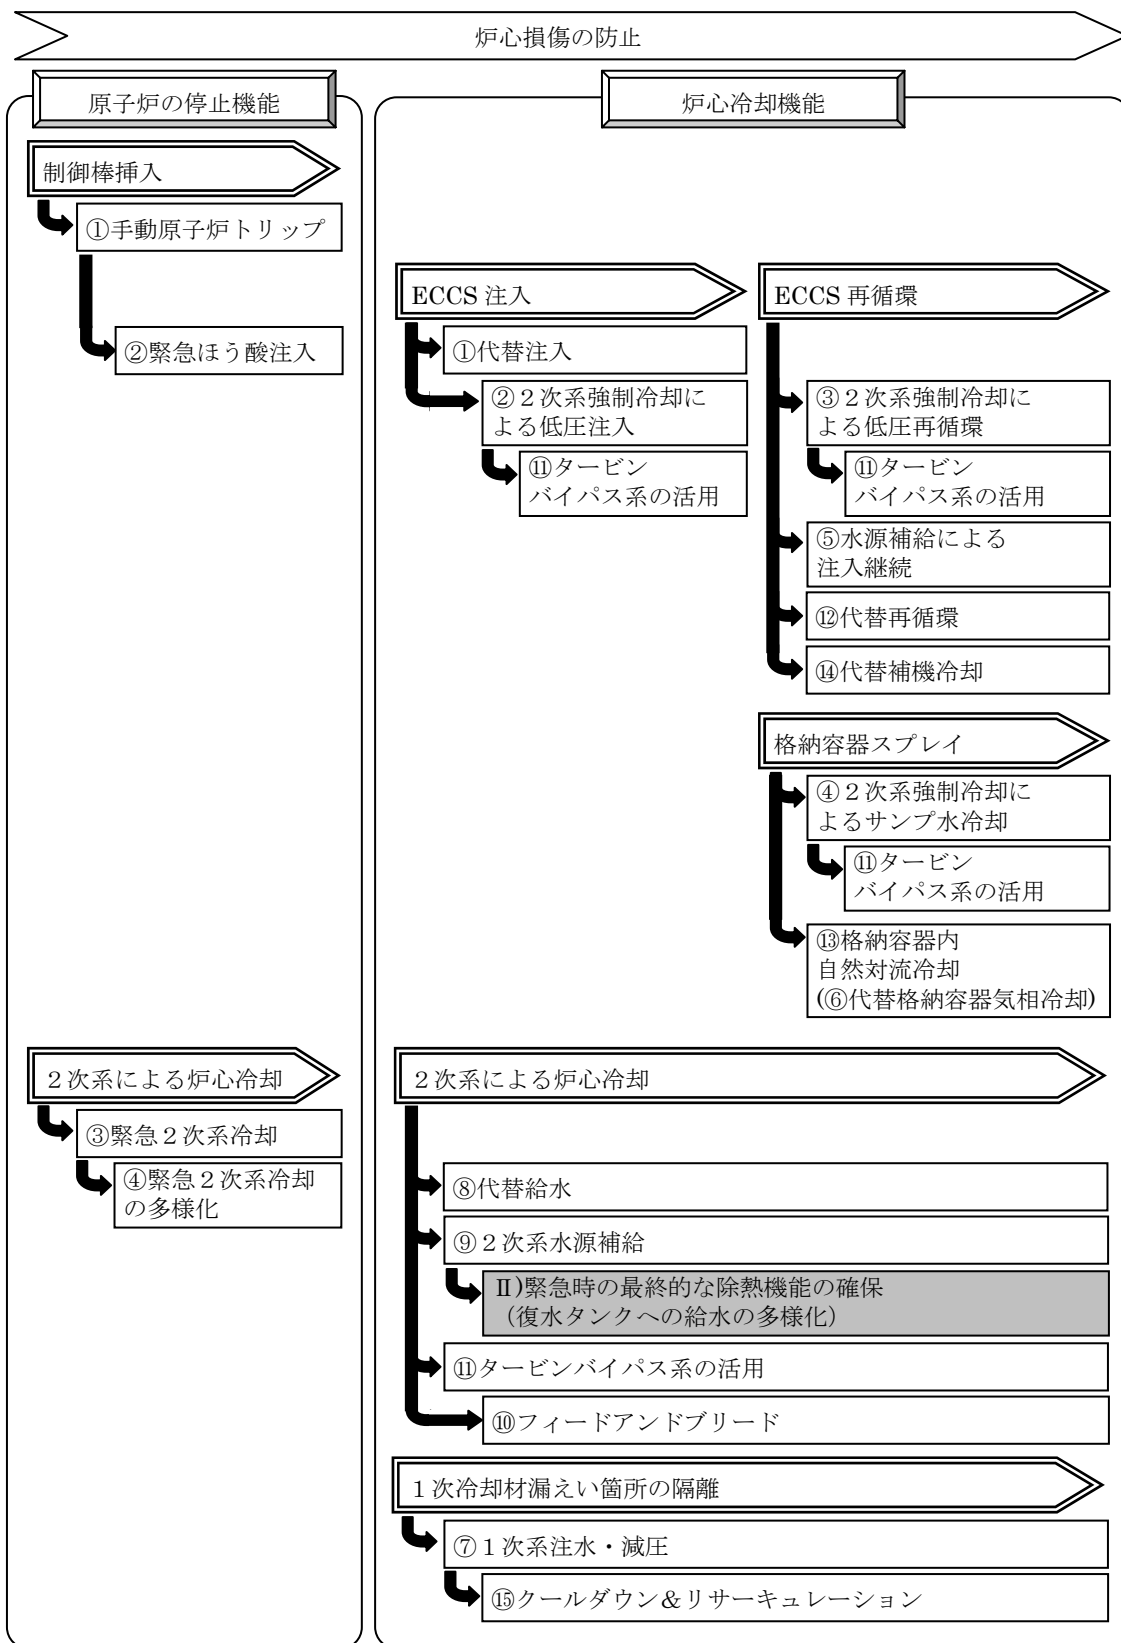 炉心損傷の防止
原子炉の停止機能
制御棒挿入
①手動原子炉トリップ
②緊急ほう酸注入
2次系による炉心冷却
③緊急2次系冷却
④緊急2次系冷却
の多様化
炉心冷却機能
ECCS 注入
①代替注入
②2次系強制冷却に
よる低圧注入
⑪タービン
バイパス系の活用
ECCS 再循環
③2次系強制冷却に
よる低圧再循環
⑪タービン
バイパス系の活用
⑤水源補給による
注入継続
⑫代替再循環
⑭代替補機冷却
格納容器スプレイ
④2次系強制冷却に
よるサンプ水冷却
⑪タービン
バイパス系の活用
⑬格納容器内
自然対流冷却
(⑥代替格納容器気相冷却)
2次系による炉心冷却
⑧代替給水
⑨2次系水源補給
Ⅱ)緊急時の最終的な除熱機能の確保
（復水タンクへの給水の多様化）
⑪タービンバイパス系の活用
⑩フィードアンドブリード
1次冷却材漏えい箇所の隔離
⑦1次系注水・減圧
⑮クールダウン＆リサーキュレーション